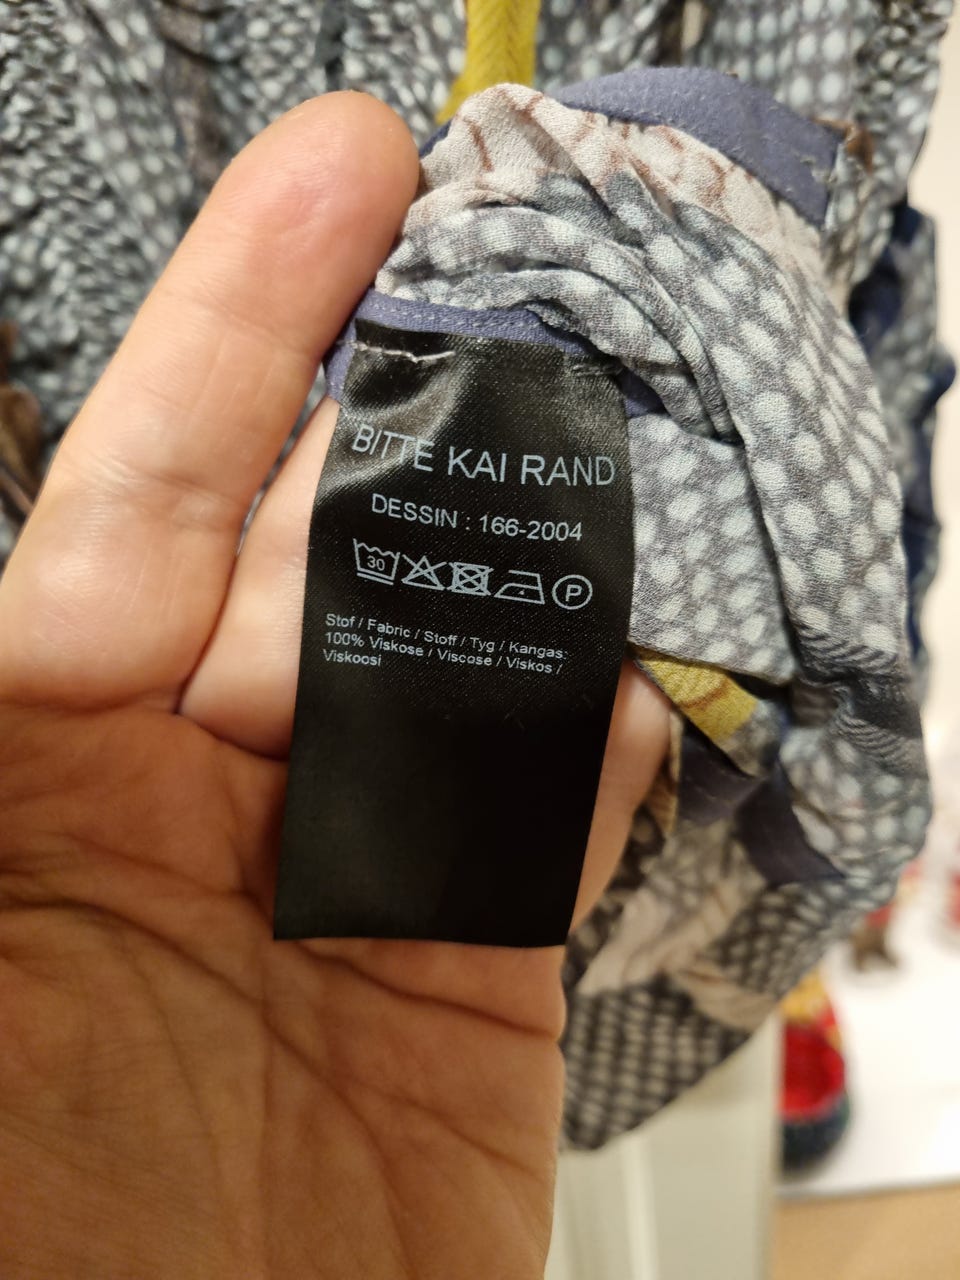 BITTE KAI RAND
DESSIN : 166-2004
30 P
Stof / Fabric / Stoff / Tyg / Kangas:
100% Viskose / Viscose / Viskos /
Viskoosi